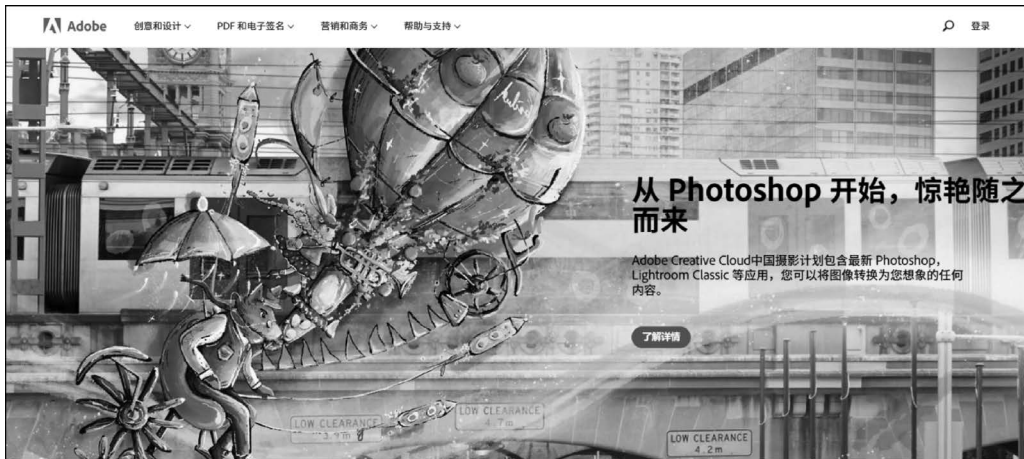 Adobe 创意和设计 PDF 和电子签名 营销和商务 帮助与支持 登录
从 Photoshop 开始，惊艳随之
而来
Adobe Creative Cloud中国摄影计划包含最新 Photoshop，
Lightroom Classic 等应用，您可以将图像转换为您想象的任何
内容。
了解详情
LOW CLEARANCE
3.9m
LOW CLEARANCE
4.7m
LOW CLEARANCE
4.2m